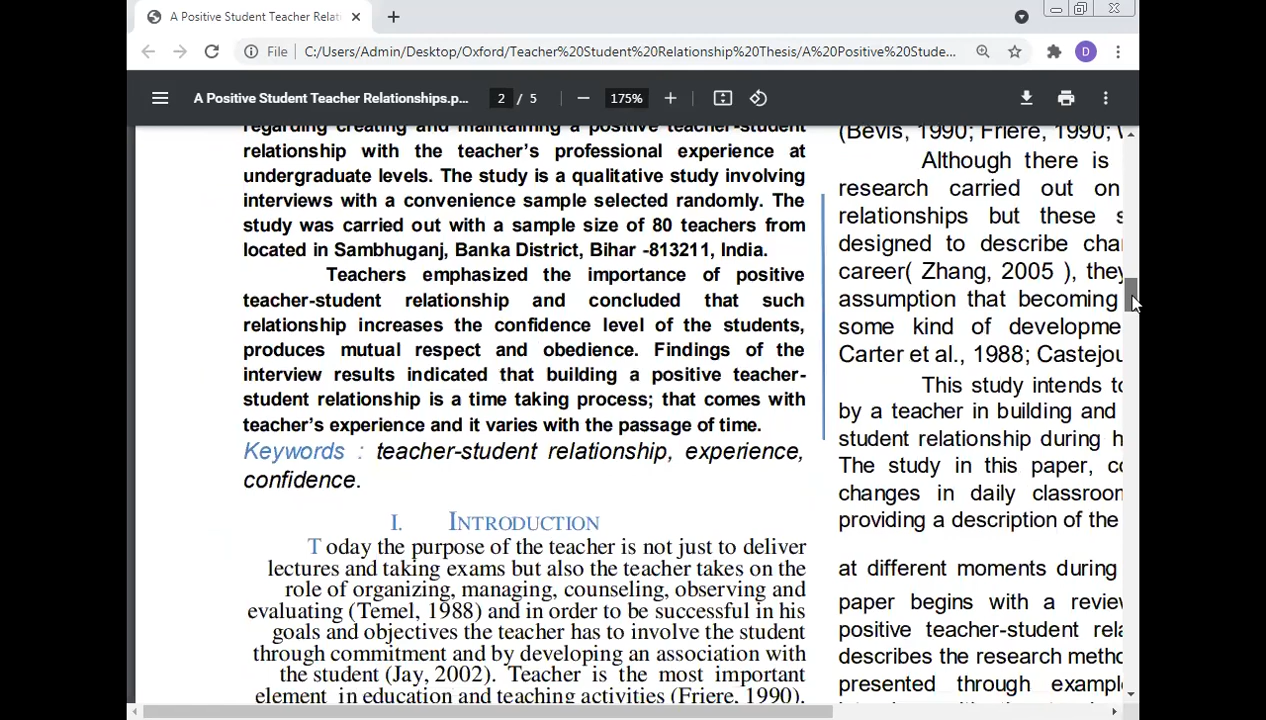 A Positive Student Teacher Relat
File
C:/Users/Admin/Desktop/Oxford/Teacher%20Student%20Relationship%20Thesis/A%20Positive%20Stude...
D
A Positive Student Teacher Relationships.p...
2 / 5
175%
regarding creating and maintaining a positive teacher-student
relationship with the teacher's professional experience at
undergraduate levels. The study is a qualitative study involving
interviews with a convenience sample selected randomly. The
study was carried out with a sample size of 80 teachers from
located in Sambhuganj, Banka District, Bihar -813211, India.
Teachers emphasized the importance of positive
teacher-student relationship and concluded that such
relationship increases the confidence level of the students,
produces mutual respect and obedience. Findings of the
interview results indicated that building a positive teacher-
student relationship is a time taking process; that comes with
teacher's experience and it varies with the passage of time.
Keywords : teacher-student relationship, experience,
confidence.
I. INTRODUCTION
Today the purpose of the teacher is not just to deliver
lectures and taking exams but also the teacher takes on the
role of organizing, managing, counseling, observing and
evaluating (Temel, 1988) and in order to be successful in his
goals and objectives the teacher has to involve the student
through commitment and by developing an association with
the student (Jay, 2002). Teacher is the most important
element in education and teaching activities (Friere, 1990).
(Bevis, 1990; Friere, 1990;
Although there is
research carried out on
relationships but these
designed to describe
career( Zhang, 2005 ), they
assumption that becoming
some kind of
Carter et al., 1988;
This study intends to
by a teacher in building and
student relationship during
The study in this paper,
changes in daily
providing a description of the
at different moments during
paper begins with a
positive teacher-student
describes the research
presented through